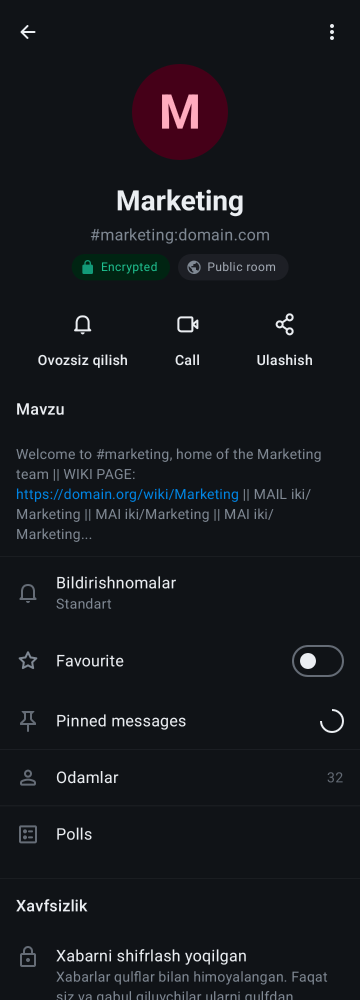 M
Marketing
#marketing:domain.com
Encrypted
Public room
Ovozsiz qilish
Call
Ulashish
Mavzu
Welcome to #marketing, home of the Marketing
team || WIKI PAGE:
https://domain.org/wiki/Marketing || MAIL iki/
Marketing || MAI iki/Marketing || MAI iki/
Marketing...
Bildirishnomalar
Standart
Favourite
Pinned messages
Odamlar 32
Polls
Xavfsizlik
Xabarni shifrlash yoqilgan
Xabarlar qulflar bilan himoyalangan. Faqat
siz va qabul qiluvchilar ularni qulfdan